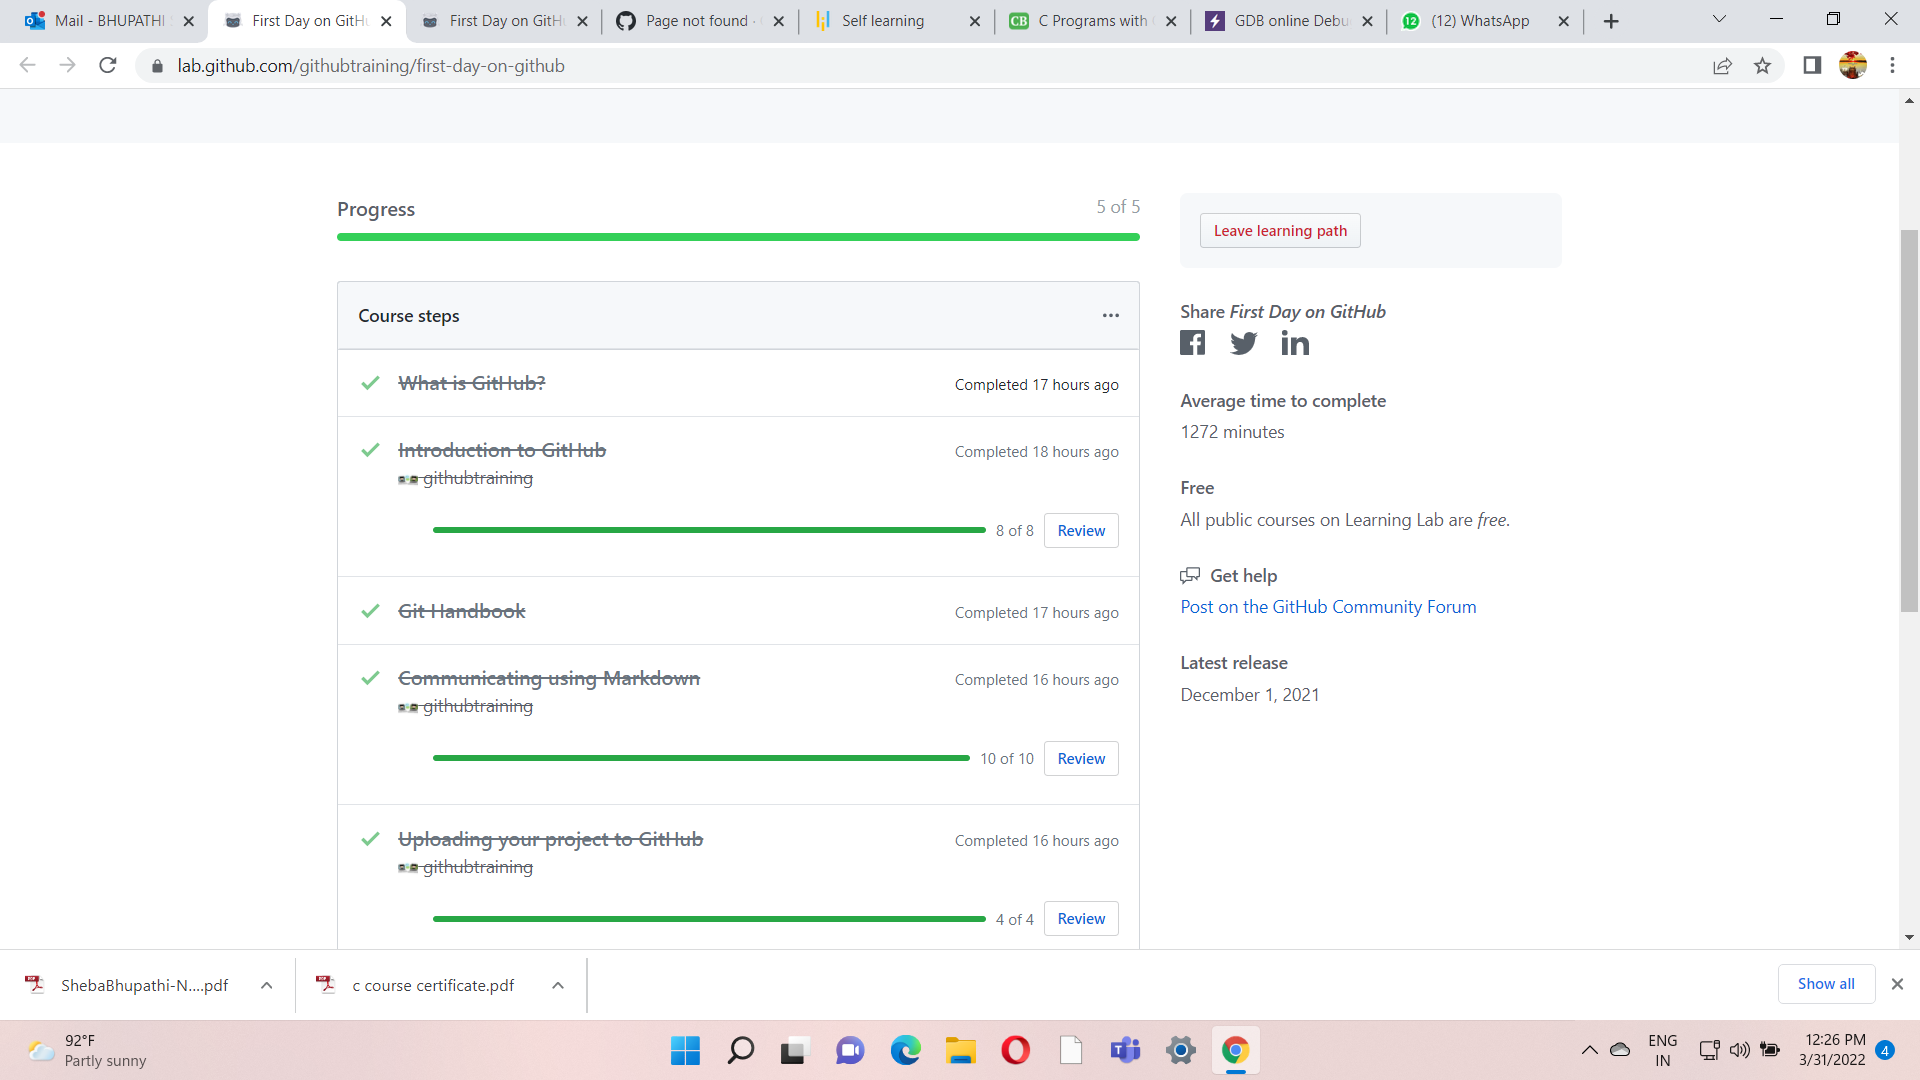 Mail - BHUPATHI
First Day on GitHu
First Day on GitHu
Page not found ·
Self learning
C Programs with
GDB online Debu
(12) WhatsApp
lab.github.com/githubtraining/first-day-on-github
Progress
5 of 5
Leave learning path
Course steps
What is GitHub?
Completed 17 hours ago
Introduction to GitHub
Completed 18 hours ago
githubtraining
8 of 8
Review
Git Handbook
Completed 17 hours ago
Communicating using Markdown
Completed 16 hours ago
githubtraining
10 of 10
Review
Uploading your project to GitHub
Completed 16 hours ago
githubtraining
4 of 4
Review
Share First Day on GitHub
Average time to complete
1272 minutes
Free
All public courses on Learning Lab are free.
Get help
Post on the GitHub Community Forum
Latest release
December 1, 2021
ShebaBhupathi-N....pdf
c course certificate.pdf
Show all
92°F
Partly sunny
ENG
IN
12:26 PM
3/31/2022
4